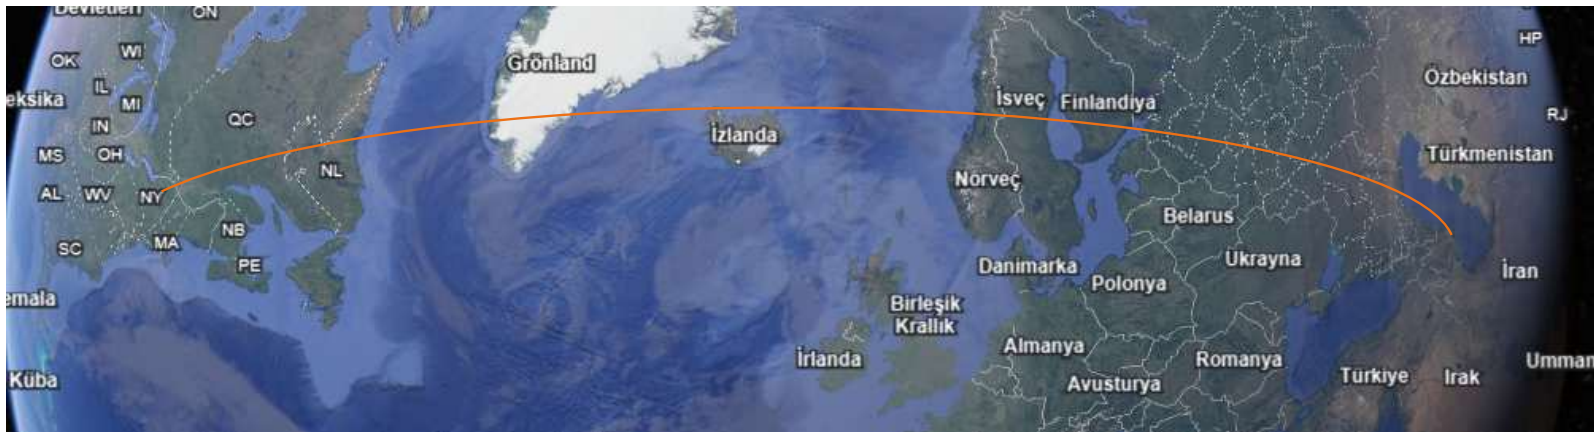 Devletleri
ON
OK
WI
HP
Grönland
Özbekistan
IL
eksika
MI
İsveç
Finlandiya
RJ
QC
IN
İzlanda
MS
OH
Türkmenistan
NL
Norveç
AL
WV
NY
Belarus
NB
SC
MA
Ukrayna
PE
Danimarka
İran
Polonya
emala
Birleşik
Krallık
İrlanda
Almanya
Romanya
Umman
Küba
Avusturya
Türkiye
Irak